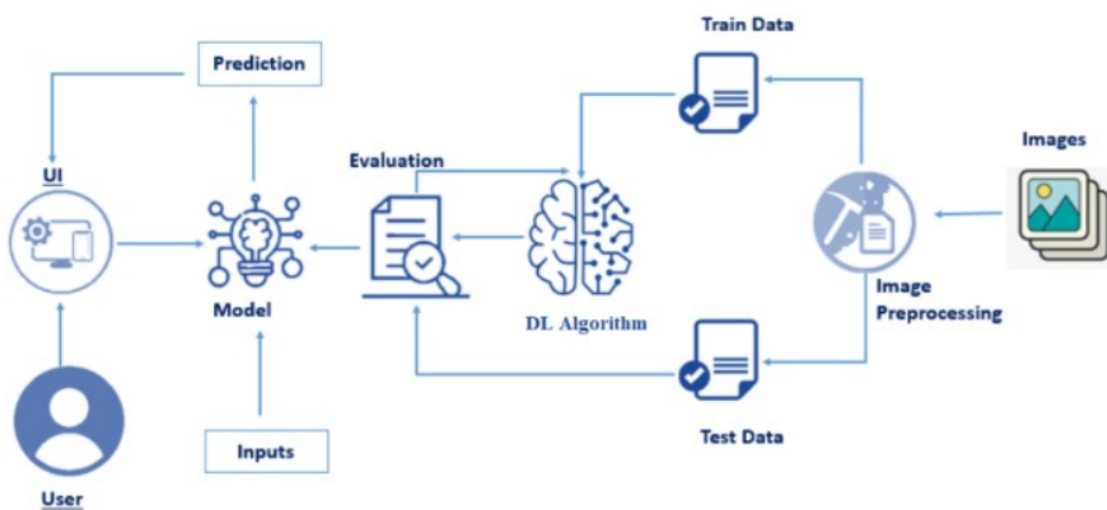 Train Data
Prediction
Images
Evaluation
UI
Image
Preprocessing
Model
DL Algorithm
Test Data
Inputs
User